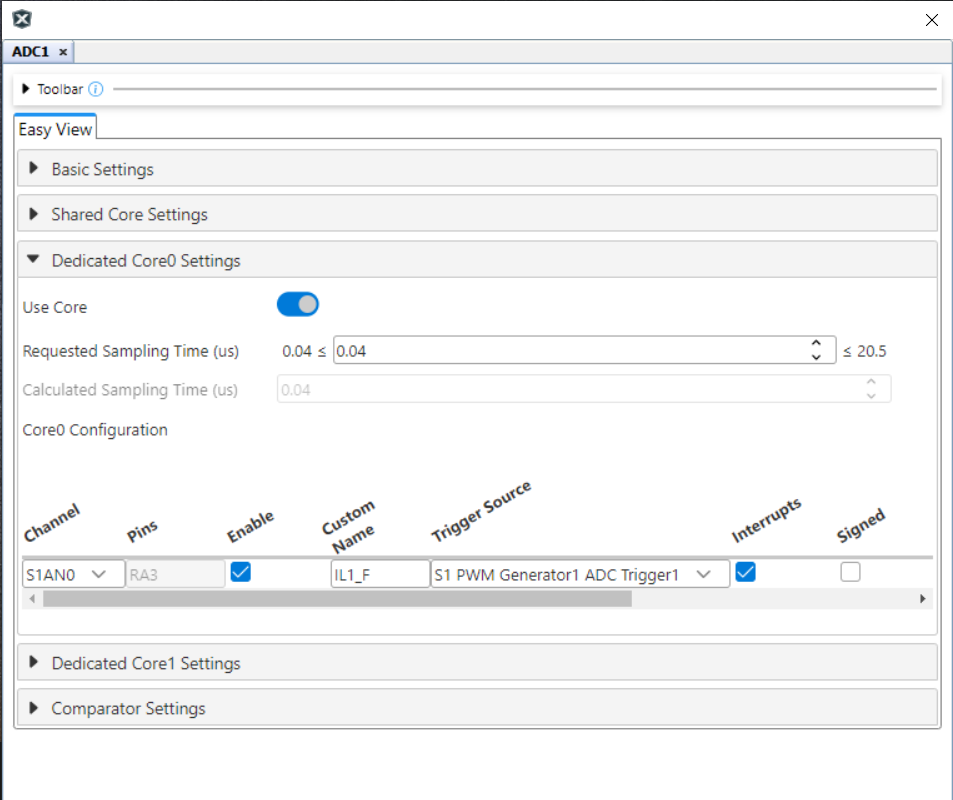 ADC1 ×
Toolbar i
Easy View
Basic Settings
Shared Core Settings
Dedicated Core0 Settings
Use Core
Requested Sampling Time (us) 0.04 ≤ 0.04 ≤ 20.5
Calculated Sampling Time (us) 0.04
Core0 Configuration
Channel Pins Enable Custom Name Trigger Source Interrupts Signed
S1AN0 RA3 IL1_F S1 PWM Generator1 ADC Trigger1
Dedicated Core1 Settings
Comparator Settings